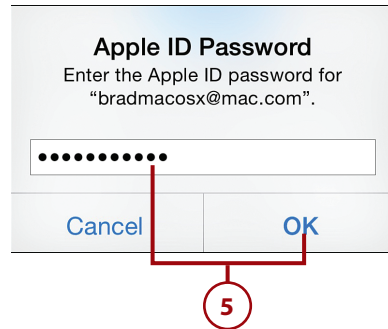 Apple ID Password
Enter the Apple ID password for
“bradmacosx@mac.com”.
•••••••••••
Cancel OK
5